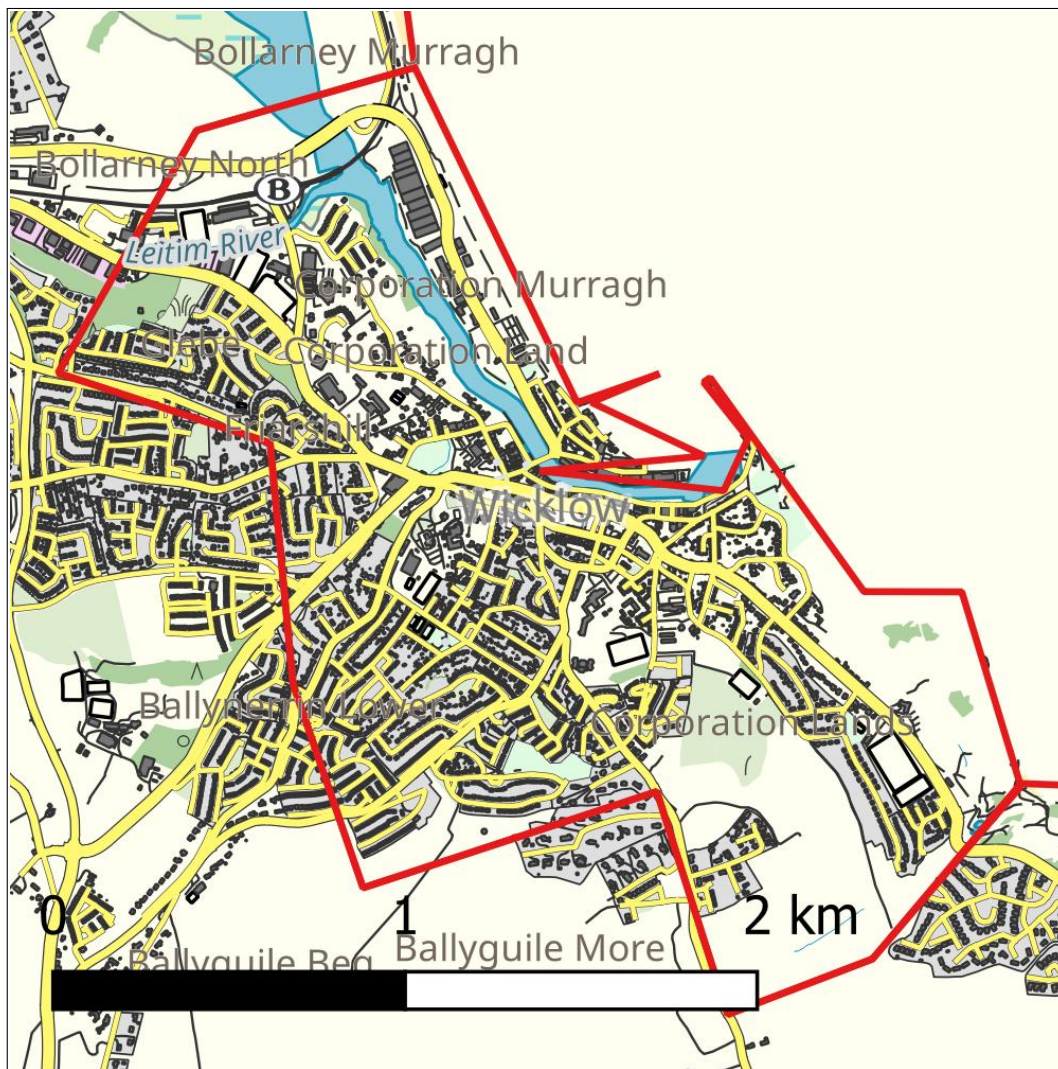 Bollarney Murragh
Bollarney North
B
Leitim River
Corporation Murragh
Glebe
Corporation Land
Friarshill
Wicklow
Ballynerrin Lower
Corporation Lands
0 1 2 km
Ballyguile More
Ballyguile Beg